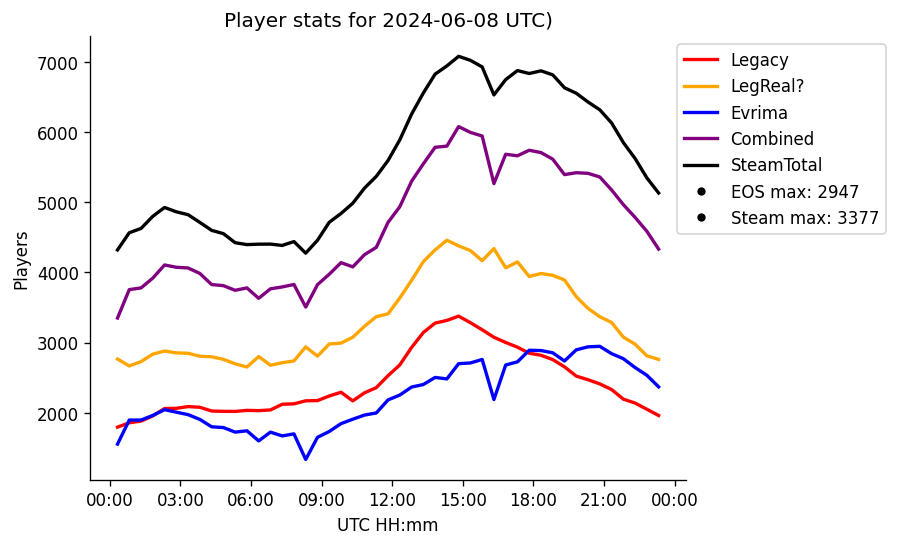 Player stats for 2024-06-08 UTC)
Players
7000
6000
5000
4000
3000
2000
00:00 03:00 06:00 09:00 12:00 15:00 18:00 21:00 00:00
UTC HH:mm
Legacy
LegReal?
Evrima
Combined
SteamTotal
EOS max: 2947
Steam max: 3377